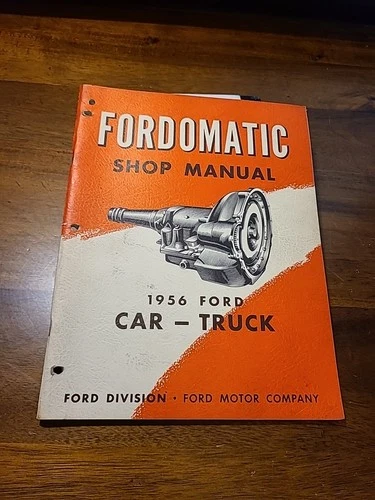 FORDOMATIC
SHOP MANUAL
1956 FORD
CAR – TRUCK
FORD DIVISION · FORD MOTOR COMPANY